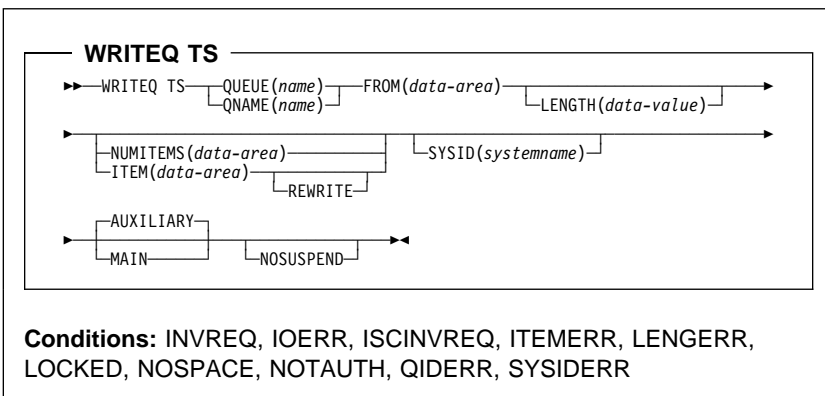 WRITEQ TS
WRITEQ TS QUEUE(name) FROM(data-area)
QNAME(name) LENGTH(data-value)
NUMITEMS(data-area) SYSID(systemname)
ITEM(data-area)
REWRITE
AUXILIARY
MAIN NOSUSPEND
Conditions: INVREQ, IOERR, ISCINVREQ, ITEMERR, LENGERR,
LOCKED, NOSPACE, NOTAUTH, QIDERR, SYSIDERR